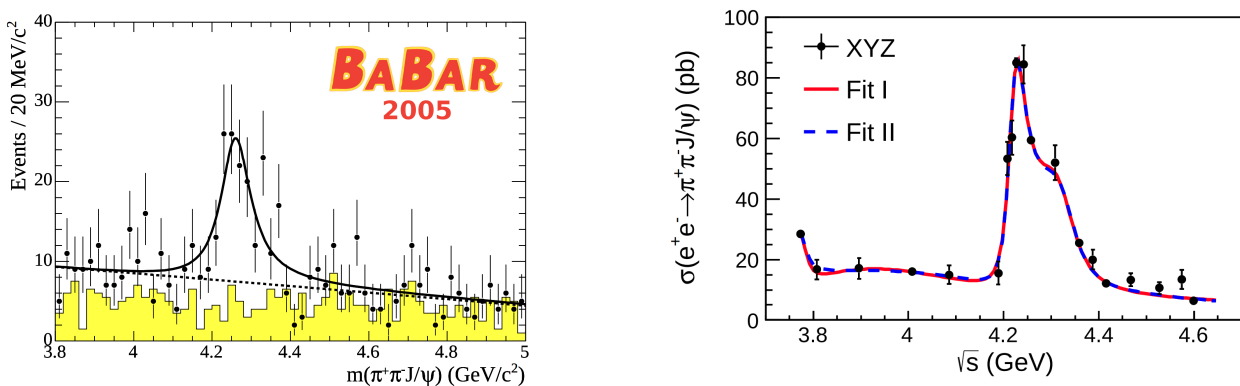 Events / 20 MeV/c²
40
30
20
10
0
BABAR
2005
3.8 4 4.2 4.4 4.6 4.8 5
m(π⁺π⁻J/ψ) (GeV/c²)
σ(e⁺e⁻→π⁺π⁻J/ψ) (pb)
100
80
60
40
20
0
XYZ
Fit I
Fit II
3.8 4 4.2 4.4 4.6
√s (GeV)